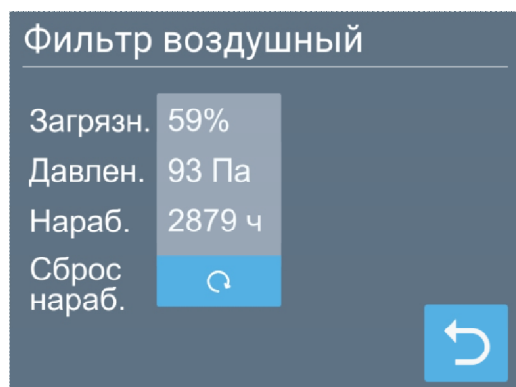 Фильтр воздушный
Загрязн. 59%
Давлен. 93 Па
Нараб. 2879 ч
Сброс
нараб.